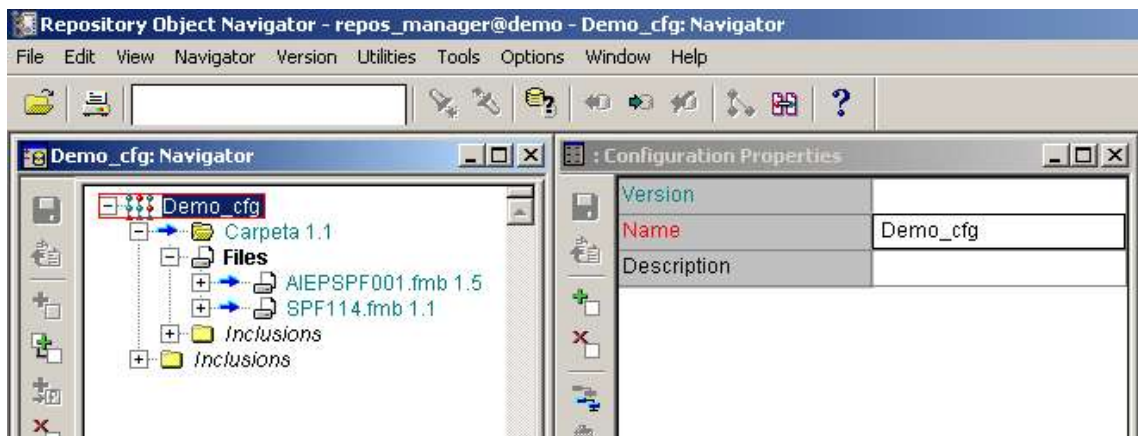 Repository Object Navigator - repos_manager@demo - Demo_cfg: Navigator
File Edit View Navigator Version Utilities Tools Options Window Help
?
Demo_cfg: Navigator
Demo_cfg
Carpeta 1.1
Files
AIEPSPF001.fmb 1.5
SPF114.fmb 1.1
Inclusions
Inclusions
: Configuration Properties
Version
Name Demo_cfg
Description